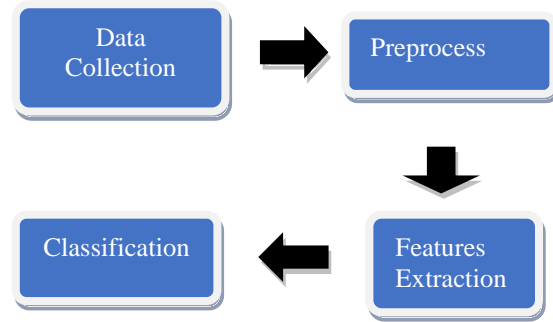 Data
Collection
Preprocess
Features
Extraction
Classification